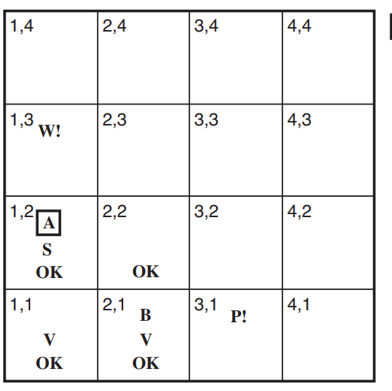 1,4 2,4 3,4 4,4
1,3 W! 2,3 3,3 4,3
1,2 A 2,2 3,2 4,2
S
OK OK
1,1 2,1 B 3,1 P! 4,1
V V
OK OK